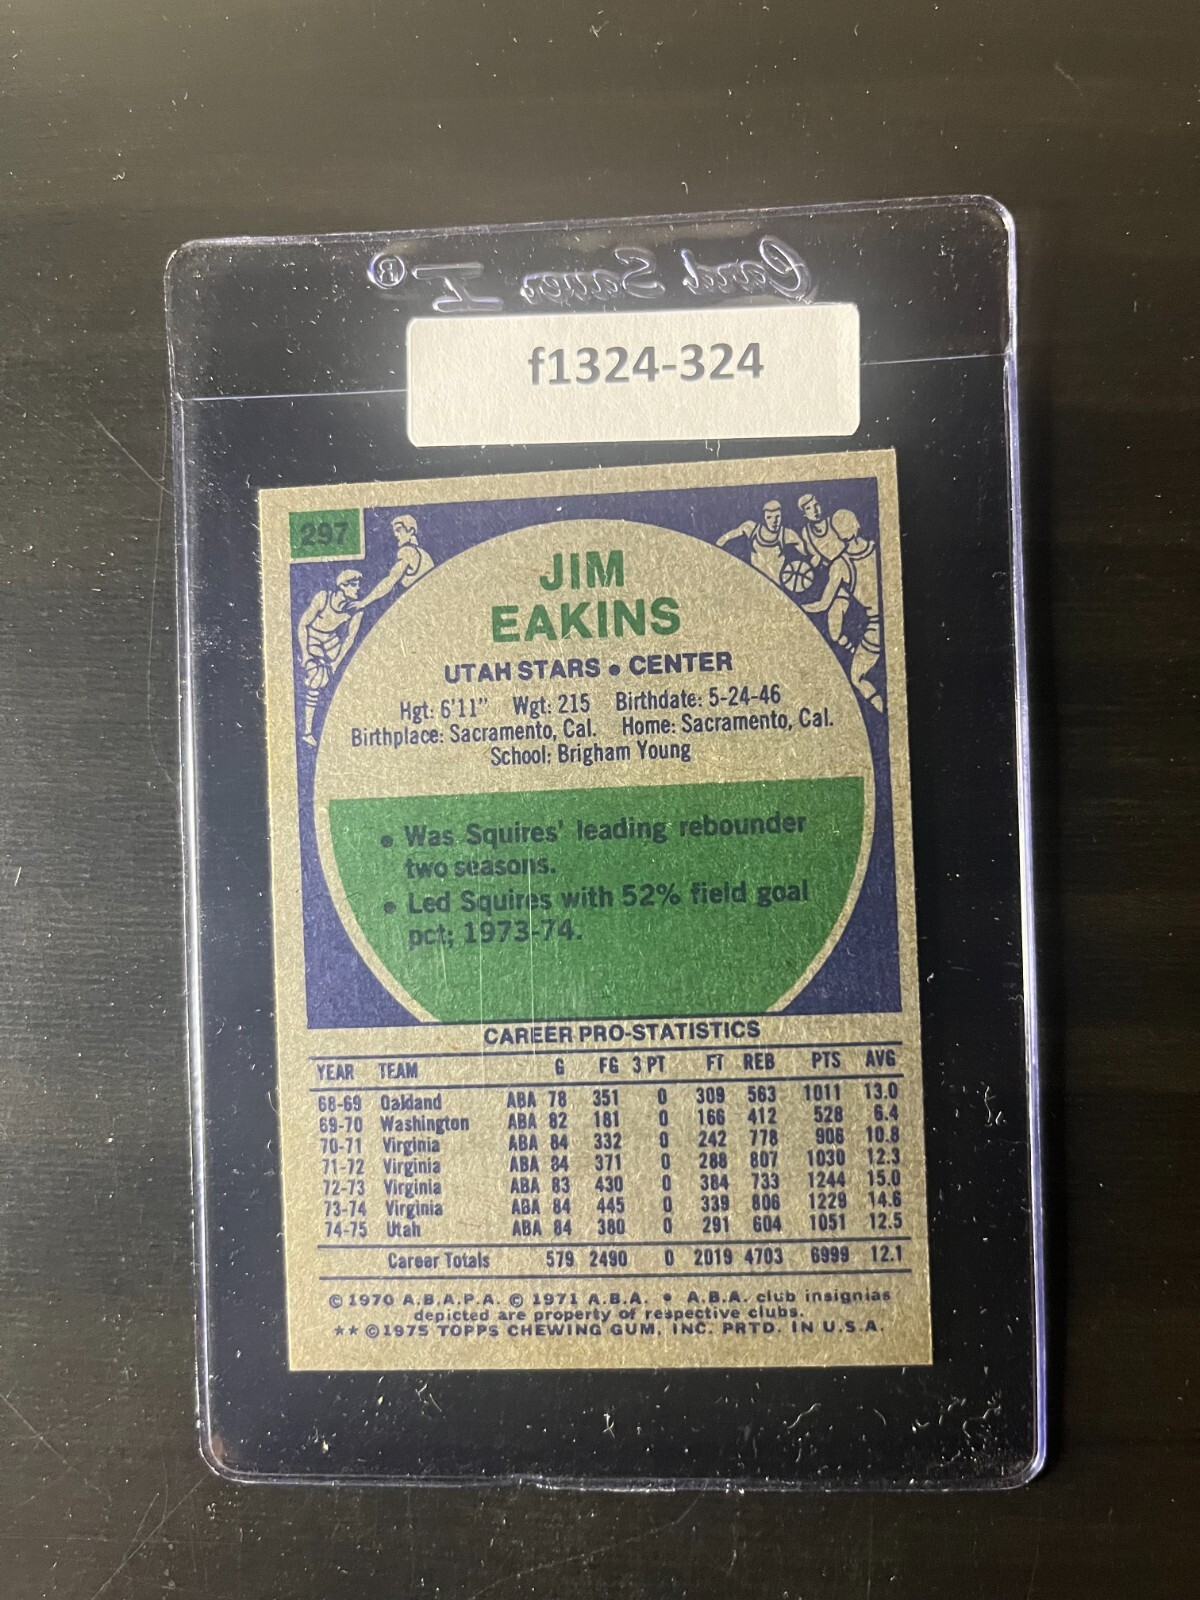 Card Saver I®
f1324-324
297
JIM
EAKINS
UTAH STARS • CENTER
Hgt: 6'11" Wgt: 215 Birthdate: 5-24-46
Birthplace: Sacramento, Cal. Home: Sacramento, Cal.
School: Brigham Young
• Was Squires' leading rebounder
two seasons.
• Led Squires with 52% field goal
pct; 1973-74.
CAREER PRO-STATISTICS
YEAR TEAM G FG 3 PT FT REB PTS AVG
68-69 Oakland ABA 78 351 0 309 563 1011 13.0
69-70 Washington ABA 82 181 0 166 412 528 6.4
70-71 Virginia ABA 84 332 0 242 778 906 10.8
71-72 Virginia ABA 84 371 0 288 807 1030 12.3
72-73 Virginia ABA 83 430 0 384 733 1244 15.0
73-74 Virginia ABA 84 445 0 339 806 1229 14.6
74-75 Utah ABA 84 380 0 291 604 1051 12.5
Career Totals 579 2490 0 2019 4703 6999 12.1
© 1970 A.B.A.P.A. © 1971 A.B.A. • A.B.A. club insignias
depicted are property of respective clubs.
★★ ©1975 TOPPS CHEWING GUM, INC. PRTD. IN U.S.A.